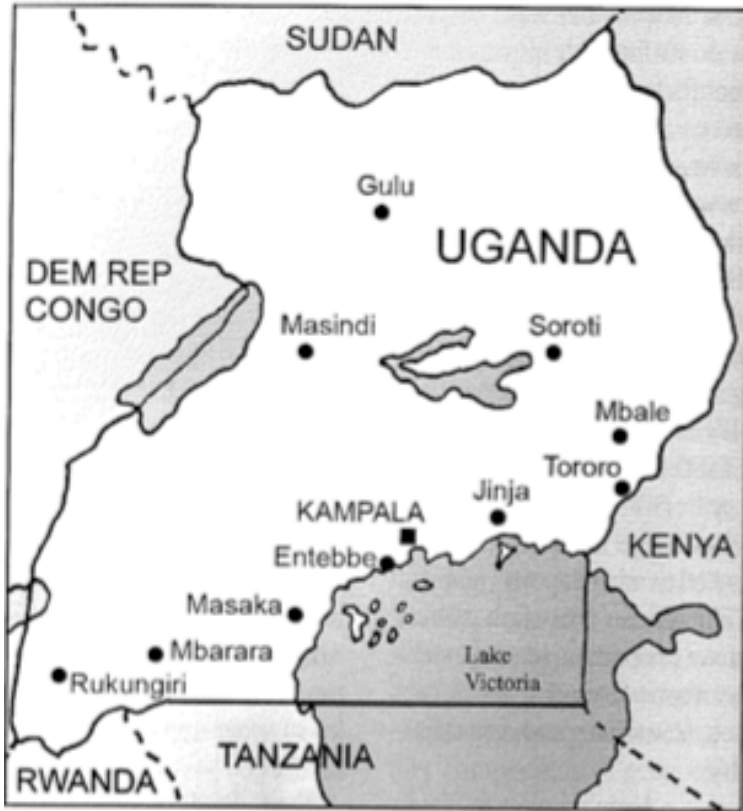 SUDAN
Gulu
UGANDA
DEM REP
CONGO
Masindi
Soroti
Mbale
Tororo
Jinja
KAMPALA
KENYA
Entebbe
Masaka
Lake
Victoria
Mbarara
Rukungiri
TANZANIA
RWANDA